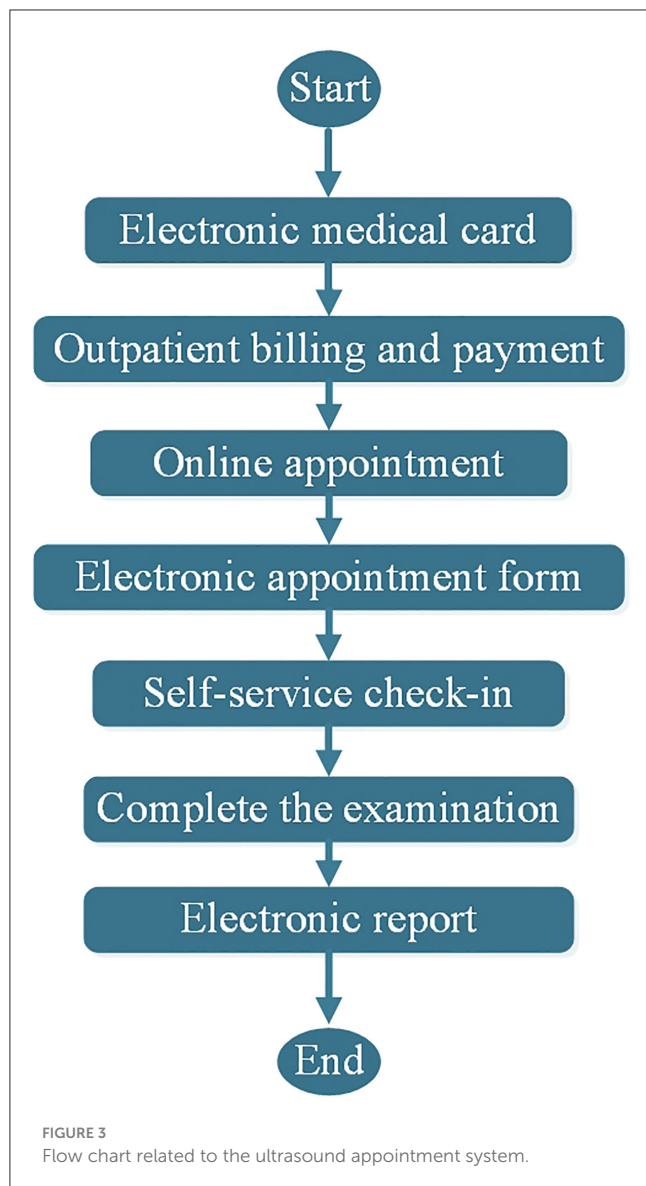 Start
Electronic medical card
Outpatient billing and payment
Online appointment
Electronic appointment form
Self-service check-in
Complete the examination
Electronic report
End
FIGURE 3
Flow chart related to the ultrasound appointment system.